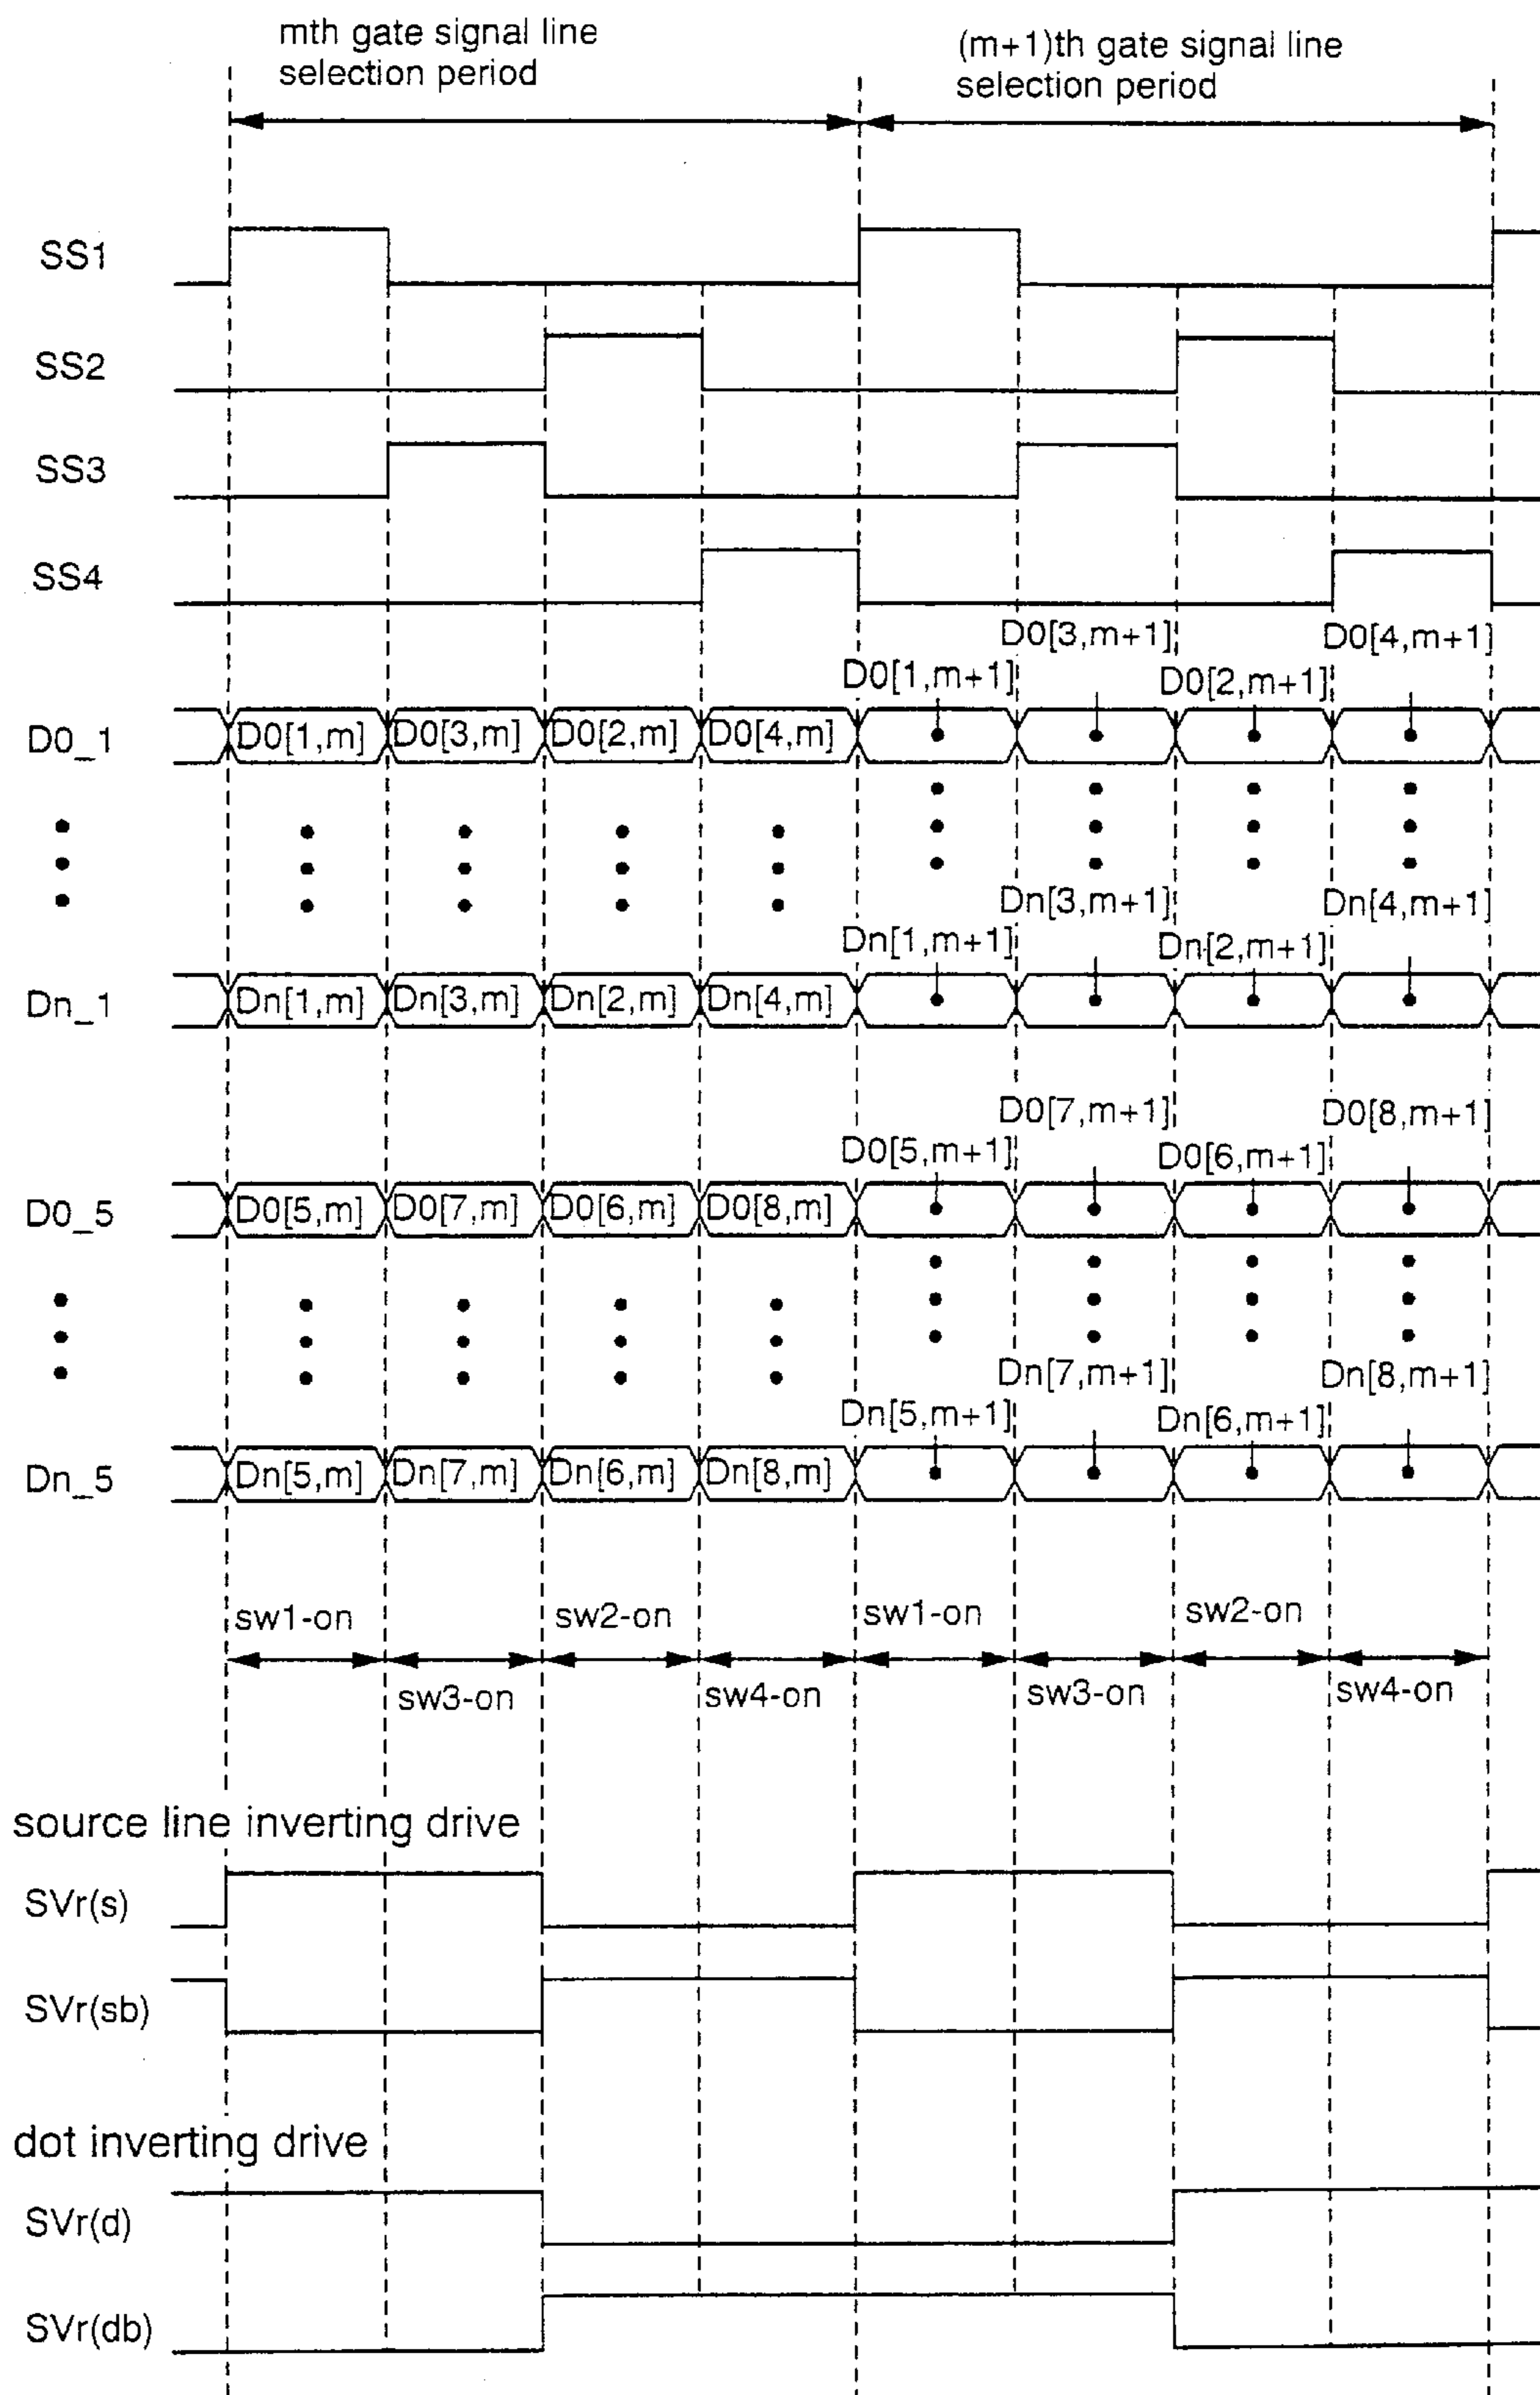 mth gate signal line
selection period
(m+1)th gate signal line
selection period
SS1
SS2
SS3
SS4
D0[3,m+1]
D0[4,m+1]
D0[1,m+1]
D0[2,m+1]
D0_1
D0[1,m]
D0[3,m]
D0[2,m]
D0[4,m]
Dn[3,m+1]
Dn[4,m+1]
Dn[1,m+1]
Dn[2,m+1]
Dn_1
Dn[1,m]
Dn[3,m]
Dn[2,m]
Dn[4,m]
D0[7,m+1]
D0[8,m+1]
D0[5,m+1]
D0[6,m+1]
D0_5
D0[5,m]
D0[7,m]
D0[6,m]
D0[8,m]
Dn[7,m+1]
Dn[8,m+1]
Dn[5,m+1]
Dn[6,m+1]
Dn_5
Dn[5,m]
Dn[7,m]
Dn[6,m]
Dn[8,m]
sw1-on
sw2-on
sw1-on
sw2-on
sw3-on
sw4-on
sw3-on
sw4-on
source line inverting drive
SVr(s)
SVr(sb)
dot inverting drive
SVr(d)
SVr(db)